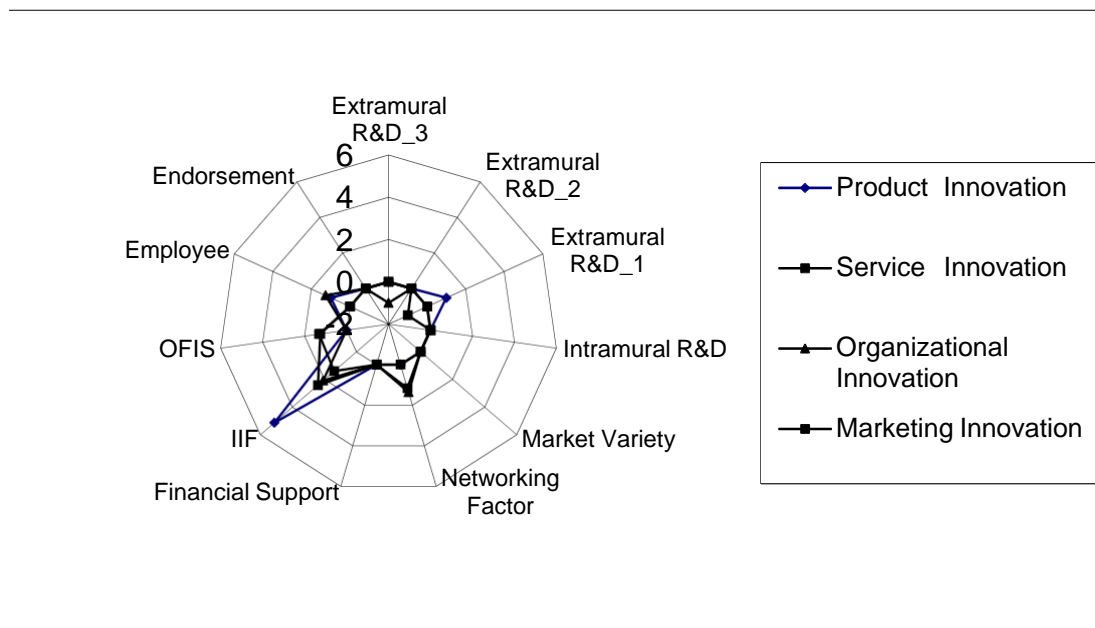 Extramural
R&D_3
6
Extramural
R&D_2
Endorsement
4
Employee
Extramural
R&D_1
2
0
-2
OFIS
Intramural R&D
IIF
Market Variety
Financial Support
Networking
Factor
Product Innovation
Service Innovation
Organizational
Innovation
Marketing Innovation